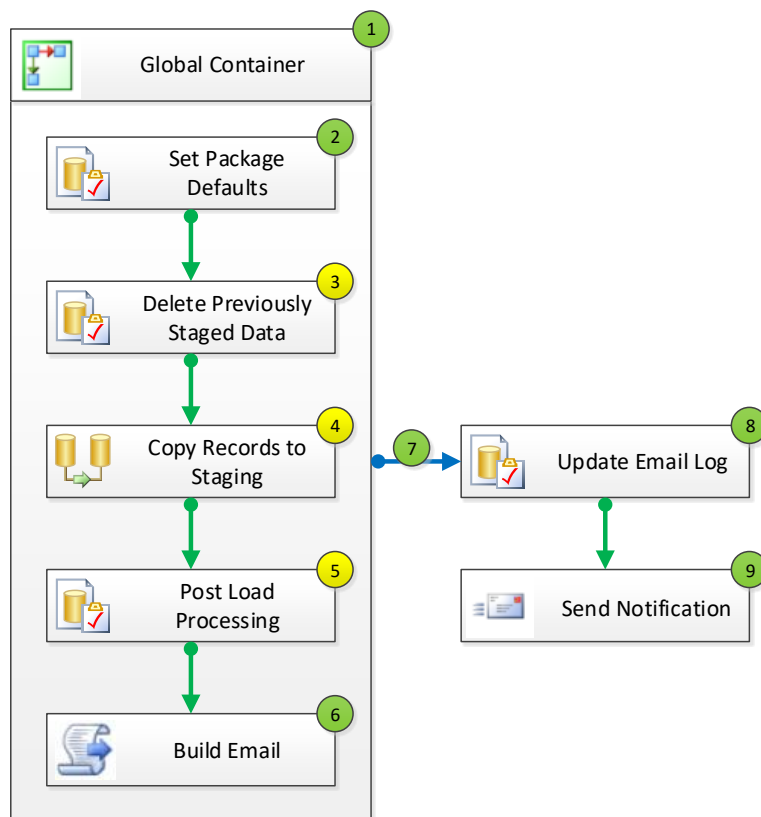 1
Global Container
2
Set Package
Defaults
3
Delete Previously
Staged Data
4
Copy Records to
Staging
5
Post Load
Processing
6
Build Email
7
8
Update Email Log
9
Send Notification